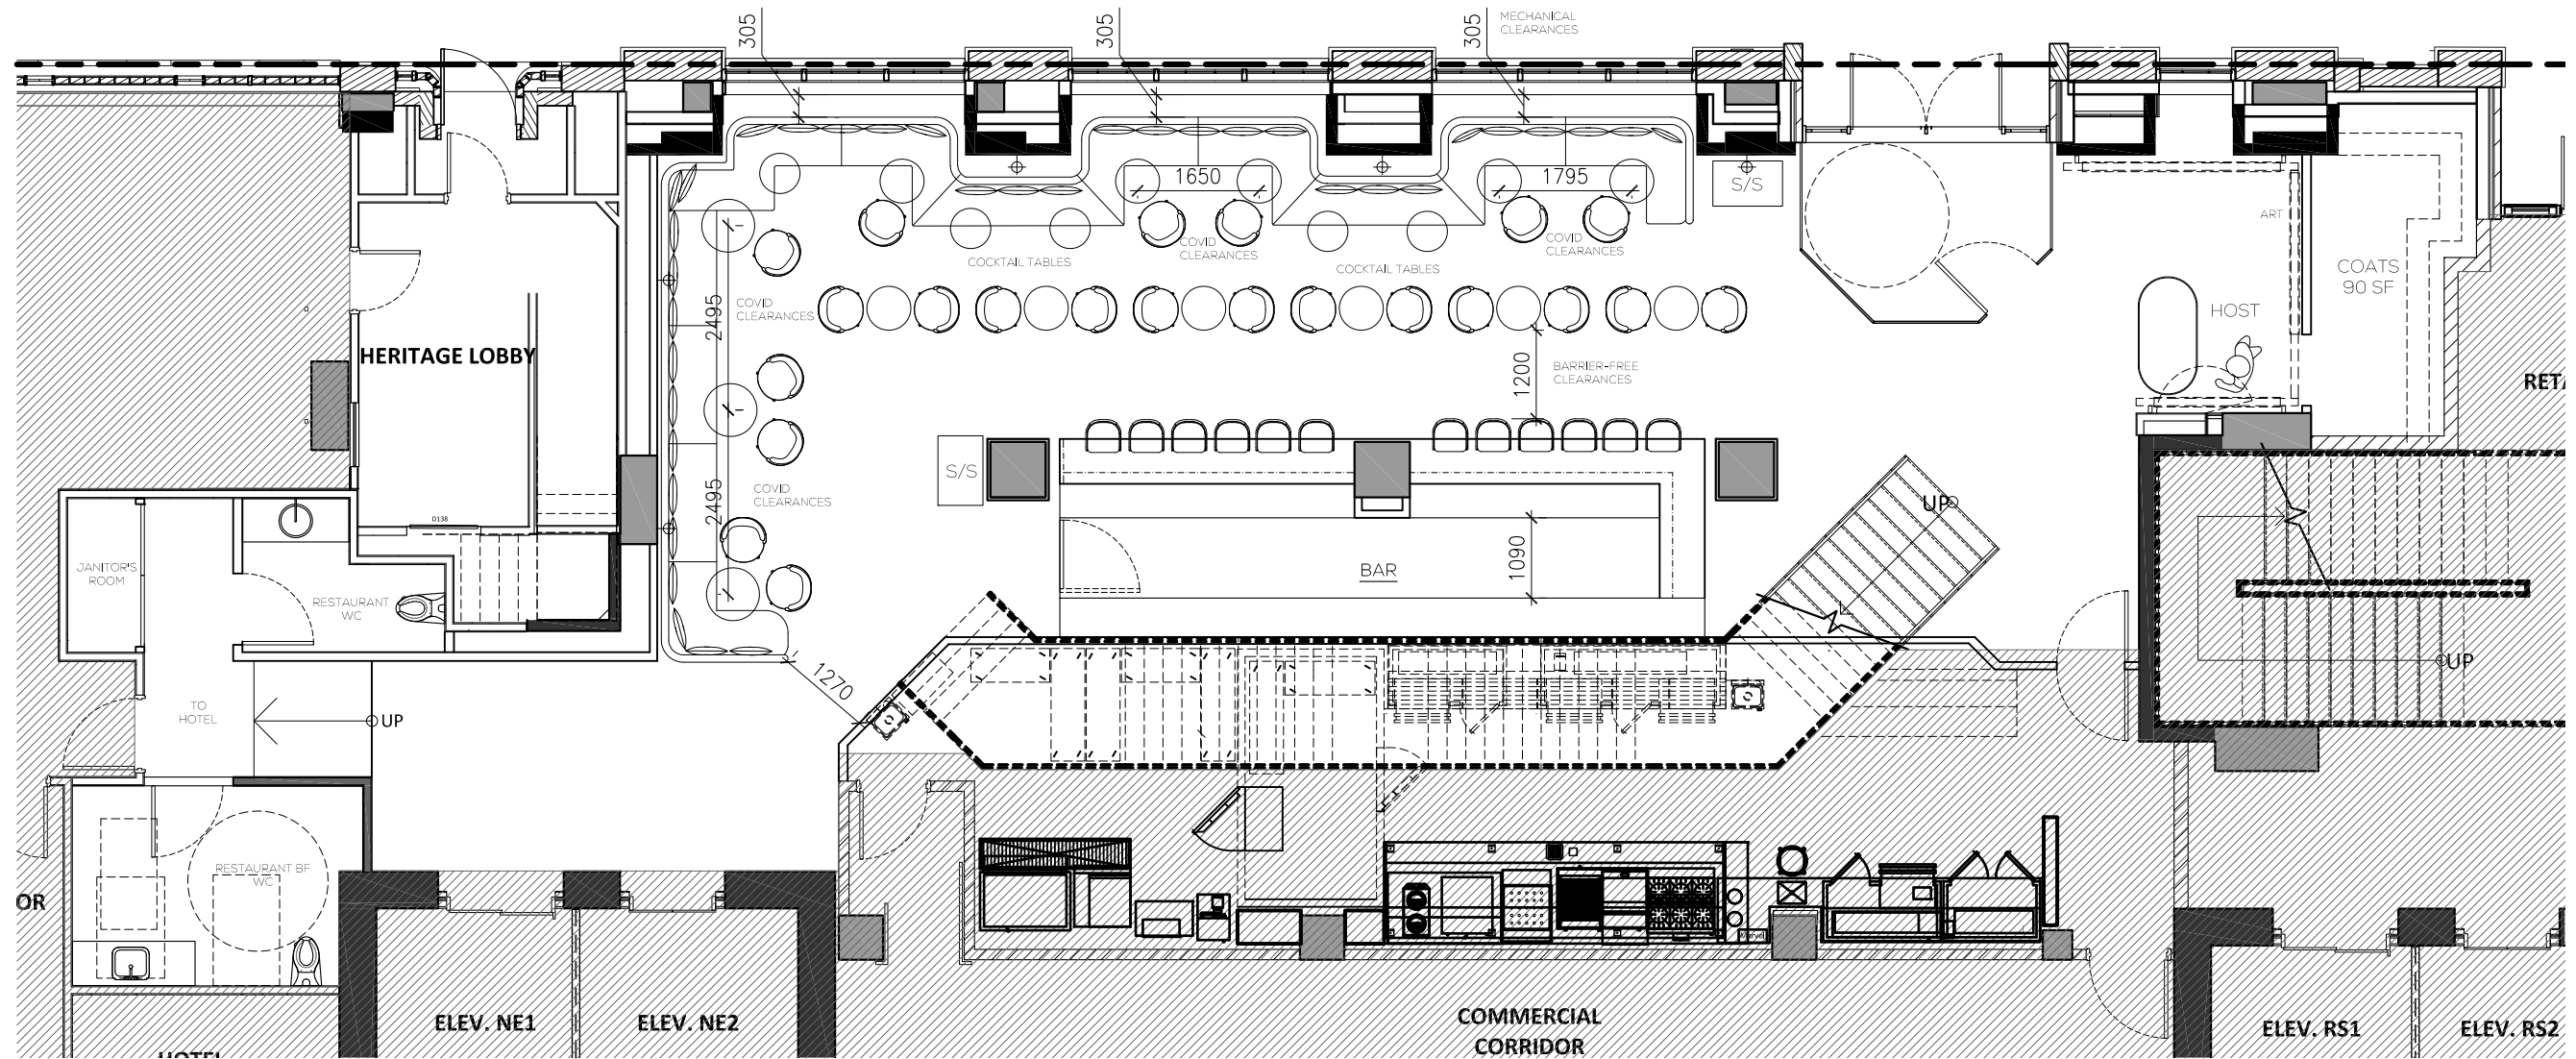 305
305
305
MECHANICAL
CLEARANCES
1650
1795
S/S
ART
COVID
CLEARANCES
COVID
CLEARANCES
COCKTAIL TABLES
COCKTAIL TABLES
COATS
90 SF
2495
COVID
CLEARANCES
HOST
HERITAGE LOBBY
1200
BARRIER-FREE
CLEARANCES
S/S
2495
COVID
CLEARANCES
UP
D138
1090
BAR
JANITOR'S
ROOM
RESTAURANT
WC
1270
UP
TO
HOTEL
UP
RESTAURANT BF
WC
ELEV. NE1
ELEV. NE2
COMMERCIAL
CORRIDOR
ELEV. RS1
ELEV. RS2